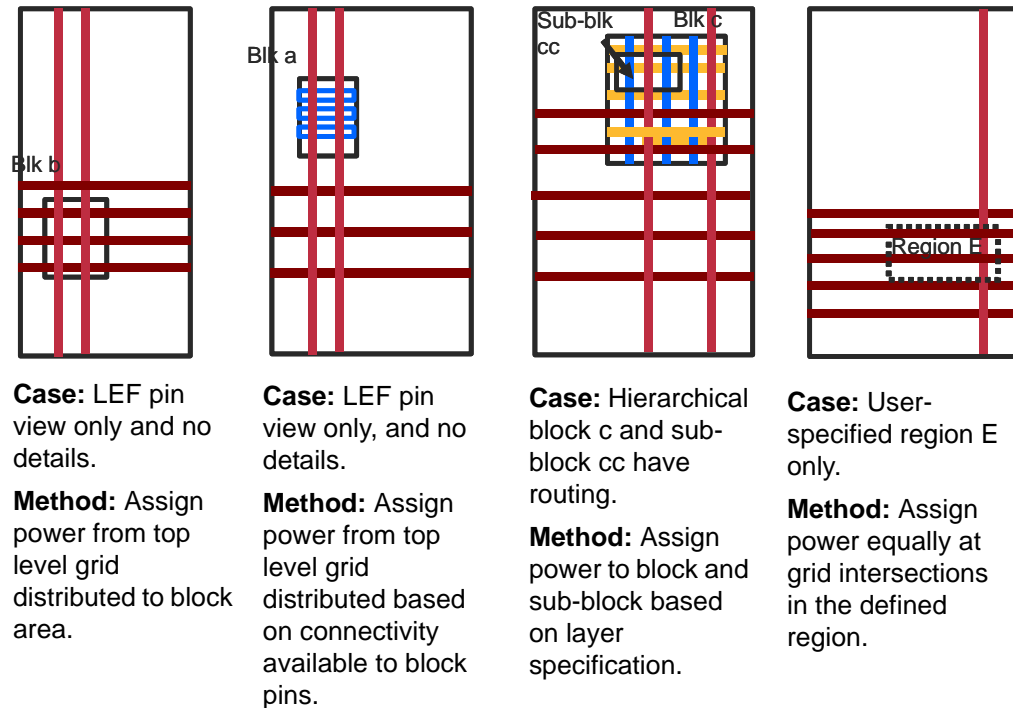 Blk b
Case: LEF pin
view only and no
details.
Method: Assign
power from top
level grid
distributed to block
area.
Blk a
Case: LEF pin
view only, and no
details.
Method: Assign
power from top
level grid
distributed based
on connectivity
available to block
pins.
Sub-blk
cc
Blk c
Case: Hierarchical
block c and sub-
block cc have
routing.
Method: Assign
power to block and
sub-block based
on layer
specification.
Region E
Case: User-
specified region E
only.
Method: Assign
power equally at
grid intersections
in the defined
region.